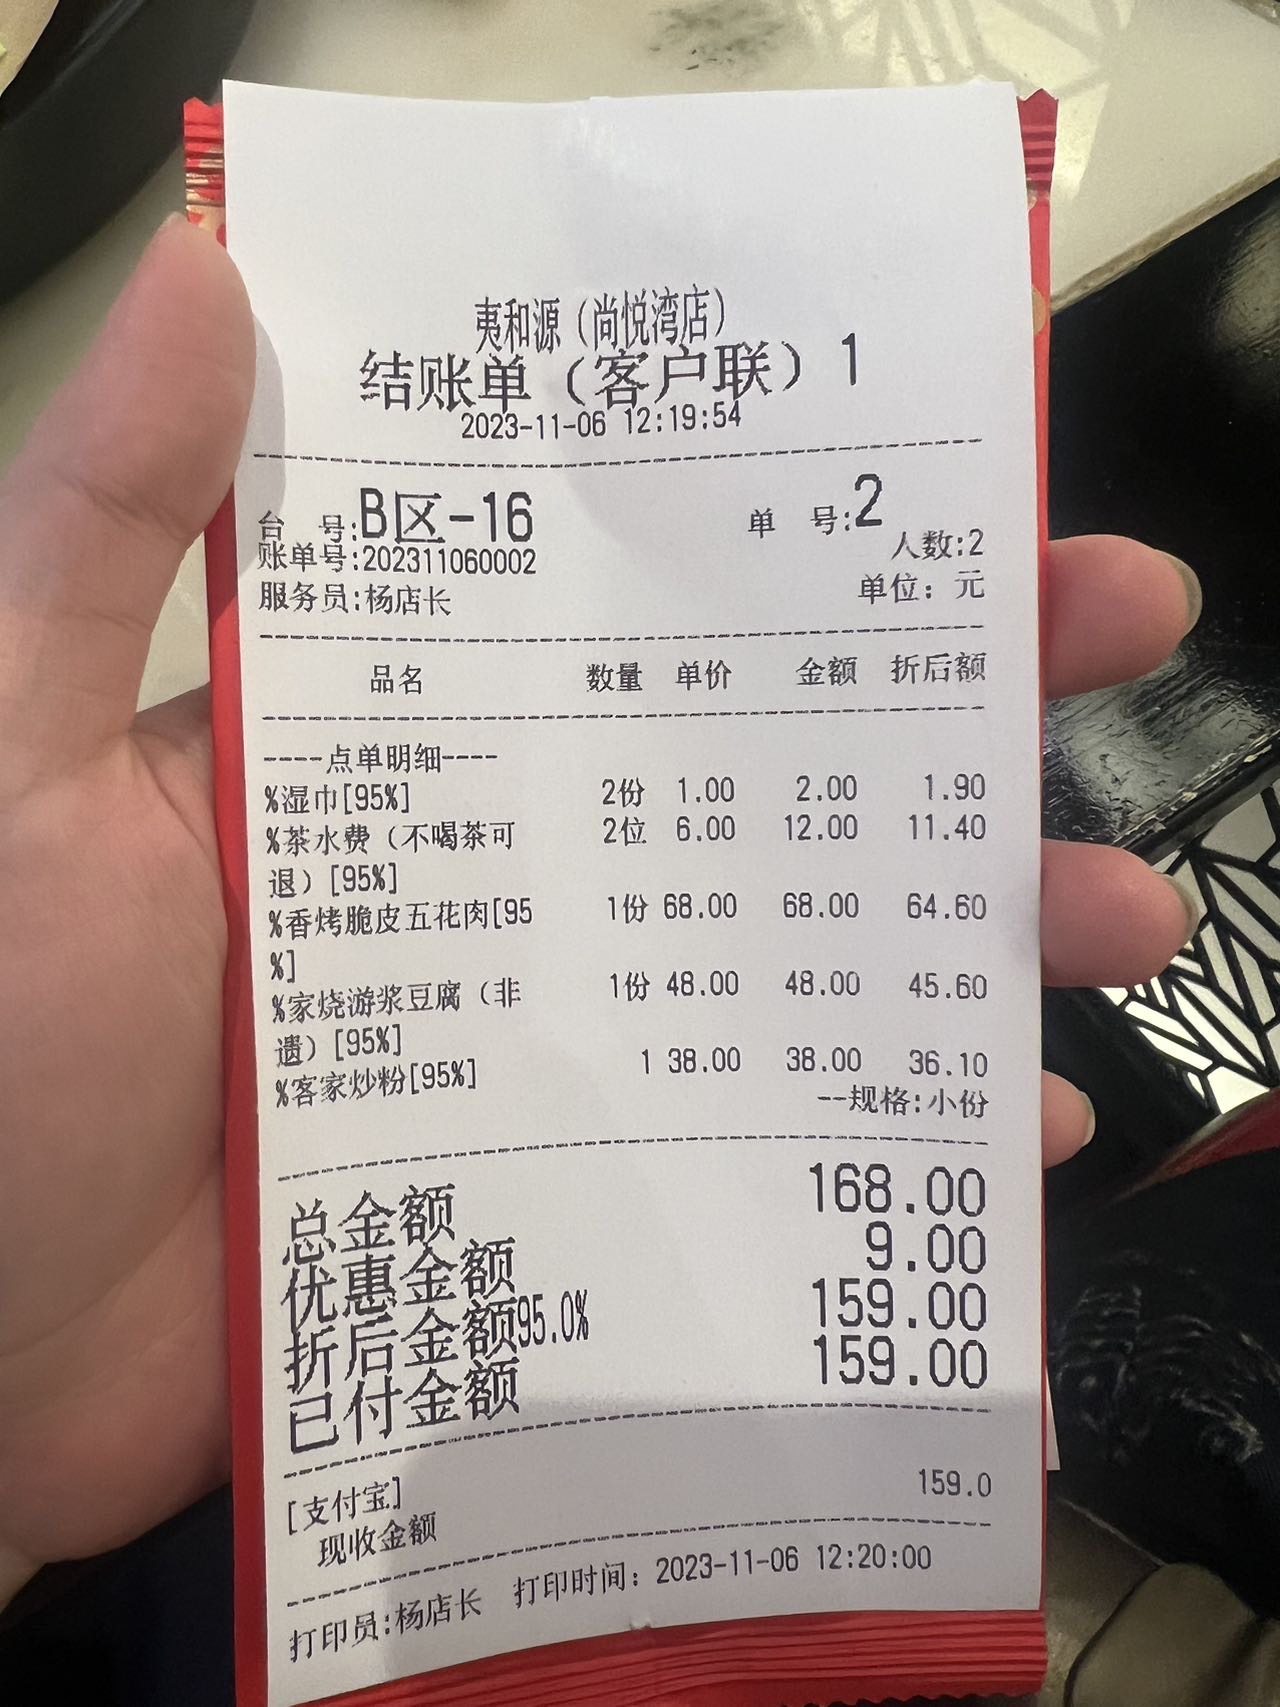 夷和源（尚悦湾店）
结账单（客户联）1
2023-11-06 12:19:54
台 号:B区-16 单 号:2
人数:2
账单号:202311060002
服务员:杨店长 单位：元
品名 数量 单价 金额 折后额
----点单明细----
%湿巾[95%] 2份 1.00 2.00 1.90
%茶水费（不喝茶可 2位 6.00 12.00 11.40
退）[95%]
%香烤脆皮五花肉[95 1份 68.00 68.00 64.60
%]
%家烧游浆豆腐（非 1份 48.00 48.00 45.60
遗）[95%]
%客家炒粉[95%] 1 38.00 38.00 36.10
--规格:小份
总金额 168.00
优惠金额 9.00
折后金额95.0% 159.00
已付金额 159.00
[支付宝] 159.0
现收金额
打印员:杨店长 打印时间：2023-11-06 12:20:00